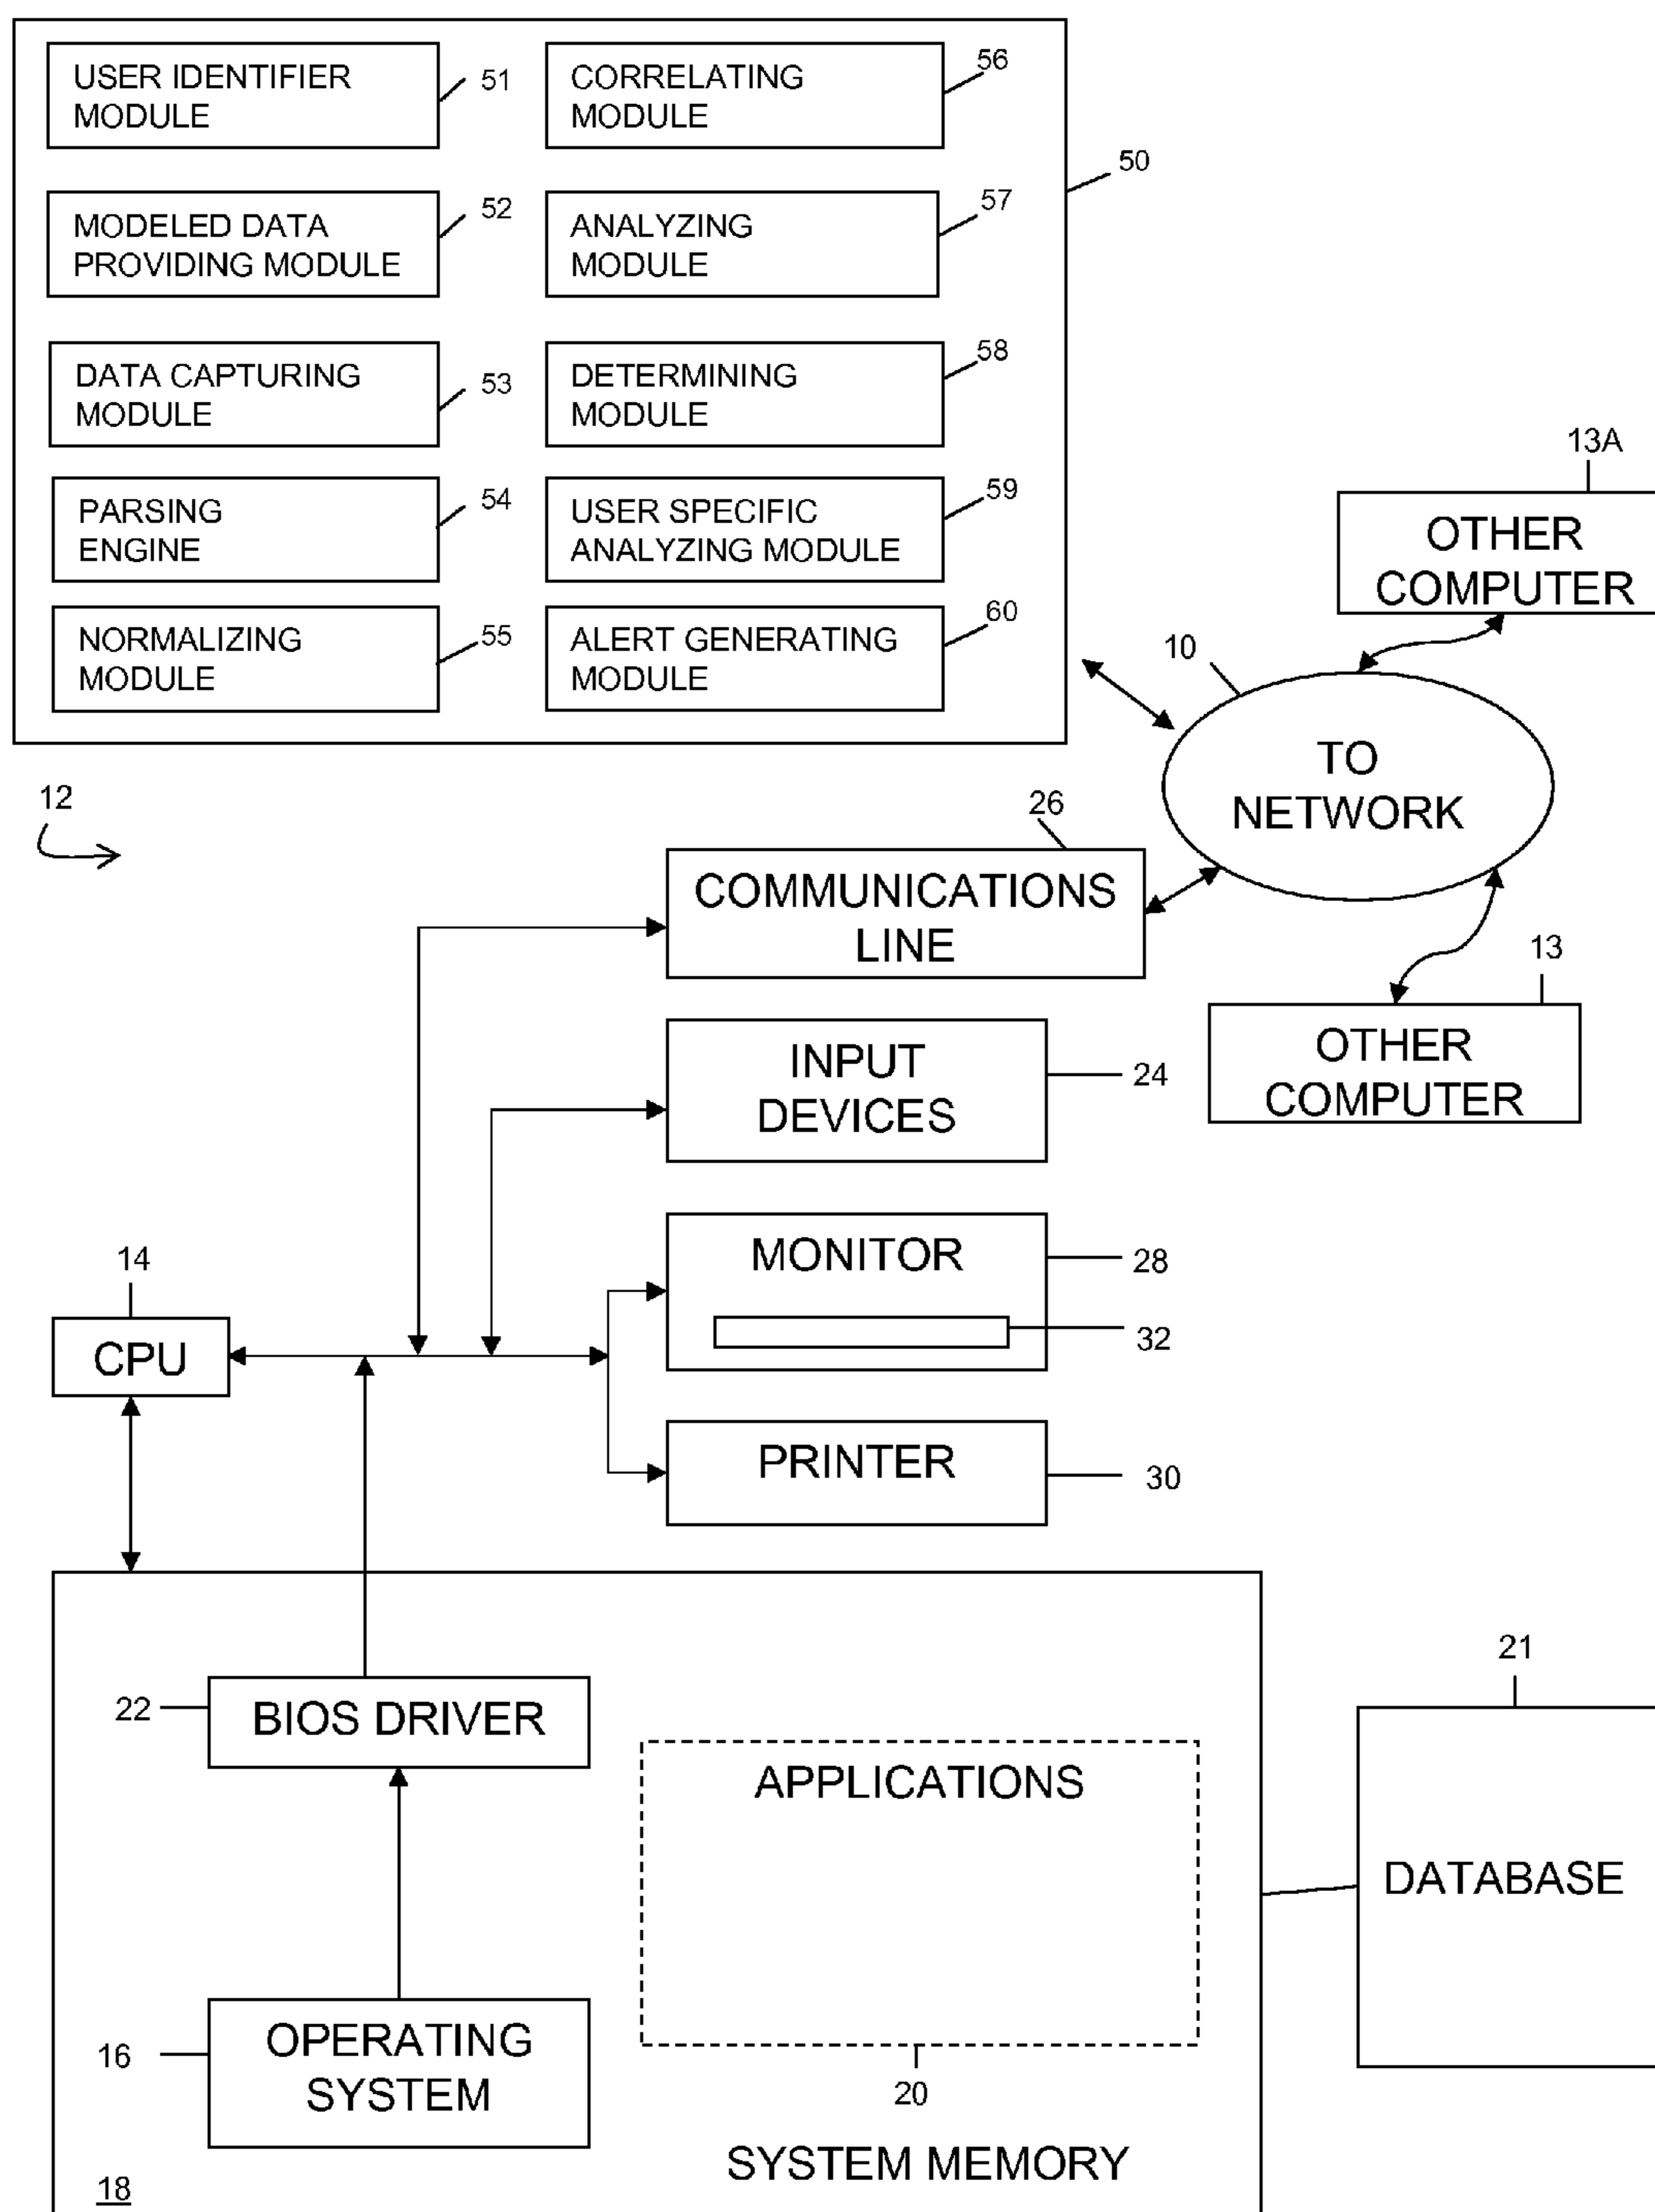 USER IDENTIFIER
MODULE
51
CORRELATING
MODULE
56
50
MODELED DATA
PROVIDING MODULE
52
ANALYZING
MODULE
57
DATA CAPTURING
MODULE
53
DETERMINING
MODULE
58
PARSING
ENGINE
54
USER SPECIFIC
ANALYZING MODULE
59
NORMALIZING
MODULE
55
ALERT GENERATING
MODULE
60
13A
OTHER
COMPUTER
10
TO
NETWORK
12
26
COMMUNICATIONS
LINE
13
OTHER
COMPUTER
INPUT
DEVICES
24
14
CPU
MONITOR
28
32
PRINTER
30
22
BIOS DRIVER
APPLICATIONS
21
DATABASE
16
OPERATING
SYSTEM
20
SYSTEM MEMORY
18